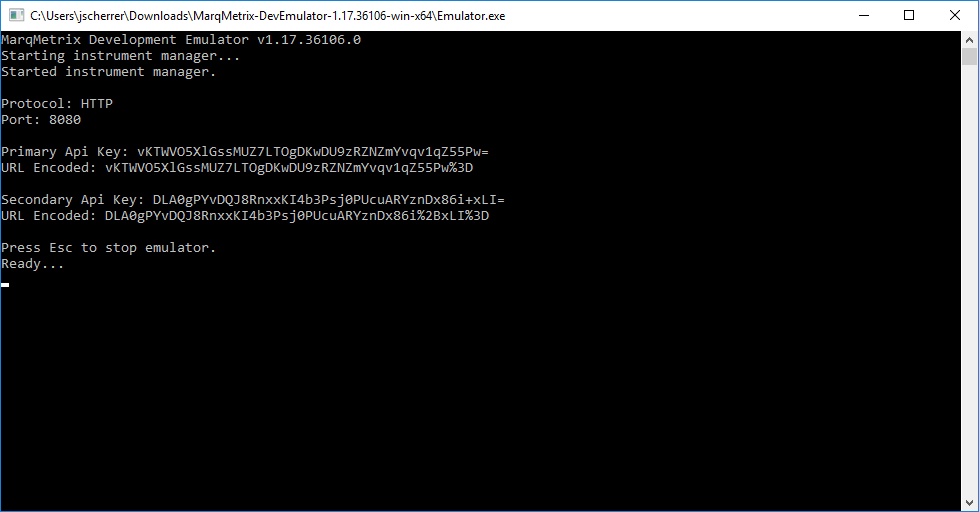 C:\Users\jscherrer\Downloads\MarqMetrix-DevEmulator-1.17.36106-win-x64\Emulator.exe
MarqMetrix Development Emulator v1.17.36106.0
Starting instrument manager...
Started instrument manager.
Protocol: HTTP
Port: 8080
Primary Api Key: vKTWVO5XlGssMUZ7LTOgDKwDU9zRZNZmYvqv1qZ55Pw=
URL Encoded: vKTWVO5XlGssMUZ7LTOgDKwDU9zRZNZmYvqv1qZ55Pw%3D
Secondary Api Key: DLA0gPYvDQJ8RnxxKI4b3Psj0PUcuARYznDx86i+xLI=
URL Encoded: DLA0gPYvDQJ8RnxxKI4b3Psj0PUcuARYznDx86i%2BxLI%3D
Press Esc to stop emulator.
Ready...